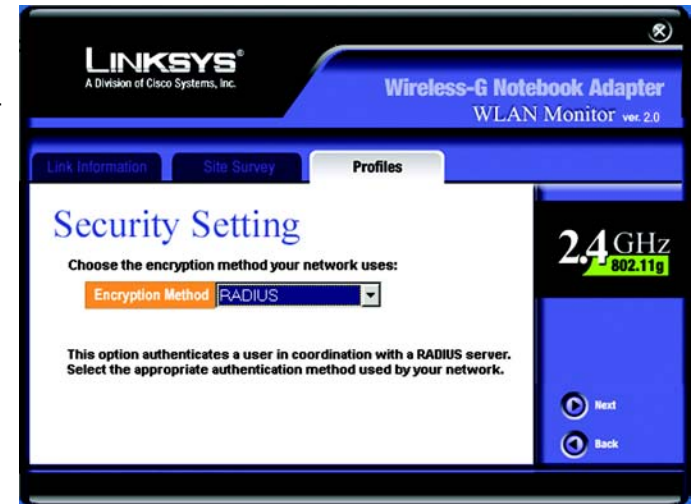 LINKSYS®
A Division of Cisco Systems, Inc.
Wireless-G Notebook Adapter
WLAN Monitor ver. 2.0
Link Information
Site Survey
Profiles
Security Setting
Choose the encryption method your network uses:
Encryption Method RADIUS
This option authenticates a user in coordination with a RADIUS server.
Select the appropriate authentication method used by your network.
2.4 GHz
802.11g
Next
Back